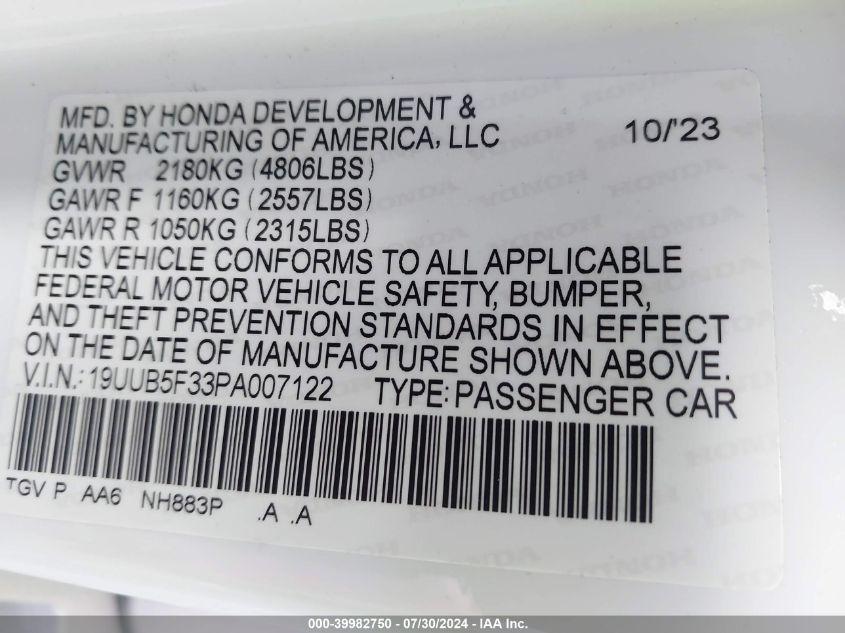 MFD. BY HONDA DEVELOPMENT &
MANUFACTURING OF AMERICA, LLC 10/'23
GVWR 2180KG (4806LBS)
GAWR F 1160KG (2557LBS)
GAWR R 1050KG (2315LBS)
THIS VEHICLE CONFORMS TO ALL APPLICABLE
FEDERAL MOTOR VEHICLE SAFETY, BUMPER,
AND THEFT PREVENTION STANDARDS IN EFFECT
ON THE DATE OF MANUFACTURE SHOWN ABOVE.
V.I.N.: 19UUB5F33PA007122 TYPE: PASSENGER CAR
TGV P AA6 NH883P .A .A
000-39982750 - 07/30/2024 - IAA Inc.